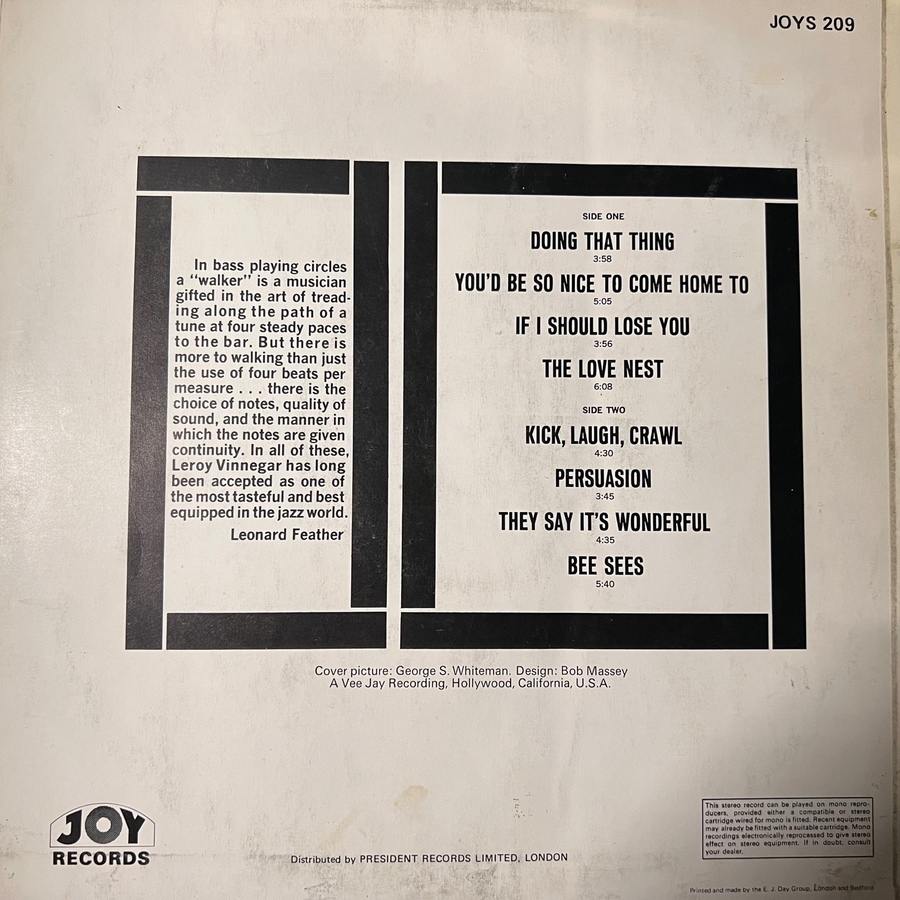 JOYS 209
In bass playing circles
a "walker" is a musician
gifted in the art of tread-
ing along the path of a
tune at four steady paces
to the bar. But there is
more to walking than just
the use of four beats per
measure . . . there is the
choice of notes, quality of
sound, and the manner in
which the notes are given
continuity. In all of these,
Leroy Vinnegar has long
been accepted as one of
the most tasteful and best
equipped in the jazz world.
Leonard Feather
SIDE ONE
DOING THAT THING
3:58
YOU'D BE SO NICE TO COME HOME TO
5:05
IF I SHOULD LOSE YOU
3:56
THE LOVE NEST
6:08
SIDE TWO
KICK, LAUGH, CRAWL
4:30
PERSUASION
3:45
THEY SAY IT'S WONDERFUL
4:35
BEE SEES
5:40
Cover picture: George S. Whiteman. Design: Bob Massey
A Vee Jay Recording, Hollywood, California, U.S.A.
JOY
RECORDS
Distributed by PRESIDENT RECORDS LIMITED, LONDON
This stereo record can be played on mono repro-
ducers, provided either a compatible or stereo
cartridge wired for mono is fitted. Recent equipment
may already be fitted with a suitable cartridge. Mono
recordings electronically reprocessed to give stereo
effect on stereo equipment. If in doubt, consult
your dealer.
Printed and made by the E. J. Day Group, London and Bedford